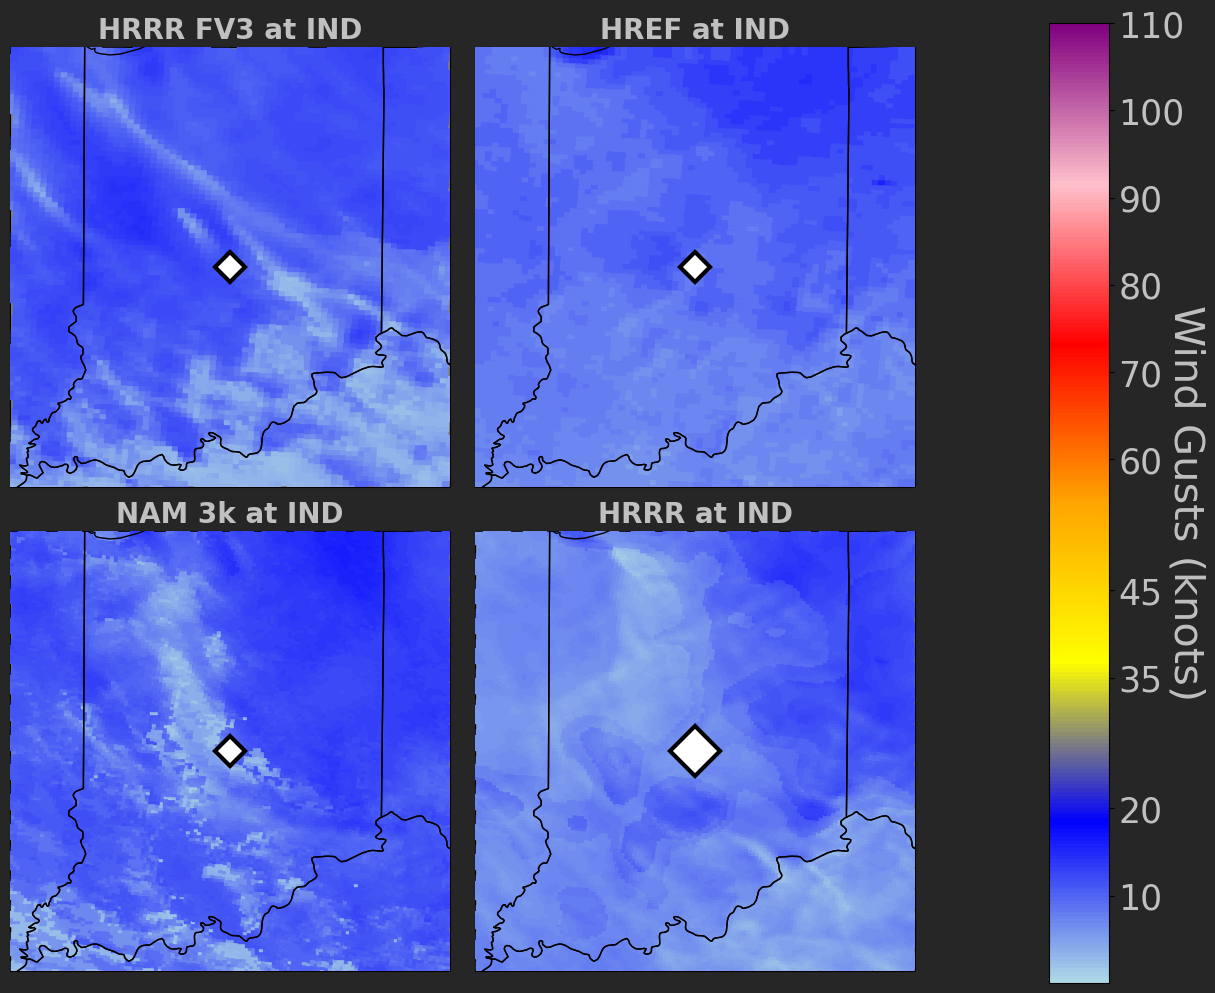 HRRR FV3 at IND
HREF at IND
NAM 3k at IND
HRRR at IND
110
100
90
80
70
60
45
35
20
10
Wind Gusts (knots)